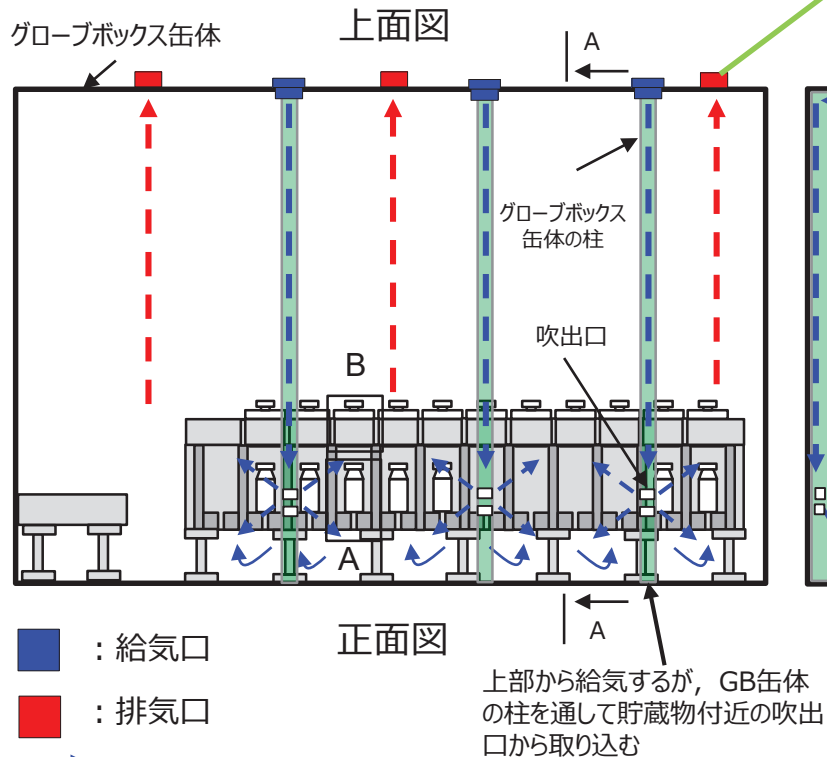 上面図
グローブボックス缶体
A
グローブボックス
缶体の柱
吹出口
B
A
A
正面図
：給気口
：排気口
上部から給気するが，GB缶体
の柱を通して貯蔵物付近の吹出
口から取り込む